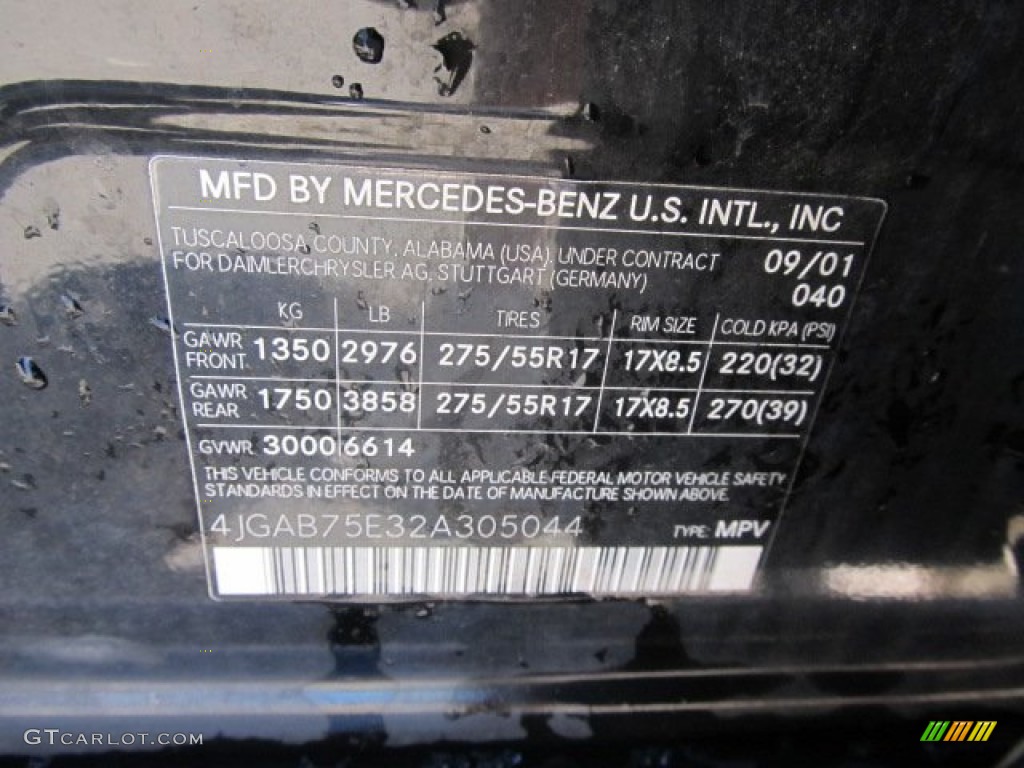 MFD BY MERCEDES-BENZ U.S. INTL., INC
TUSCALOOSA COUNTY, ALABAMA (USA). UNDER CONTRACT
FOR DAIMLERCHRYSLER AG, STUTTGART (GERMANY)
09/01
040
KG LB TIRES RIM SIZE COLD KPA (PSI)
GAWR FRONT 1350 2976 275/55R17 17X8.5 220(32)
GAWR REAR 1750 3858 275/55R17 17X8.5 270(39)
GVWR 3000 6614
THIS VEHICLE CONFORMS TO ALL APPLICABLE FEDERAL MOTOR VEHICLE SAFETY
STANDARDS IN EFFECT ON THE DATE OF MANUFACTURE SHOWN ABOVE.
4JGAB75E32A305044 TYPE: MPV
GTCARLOT.COM